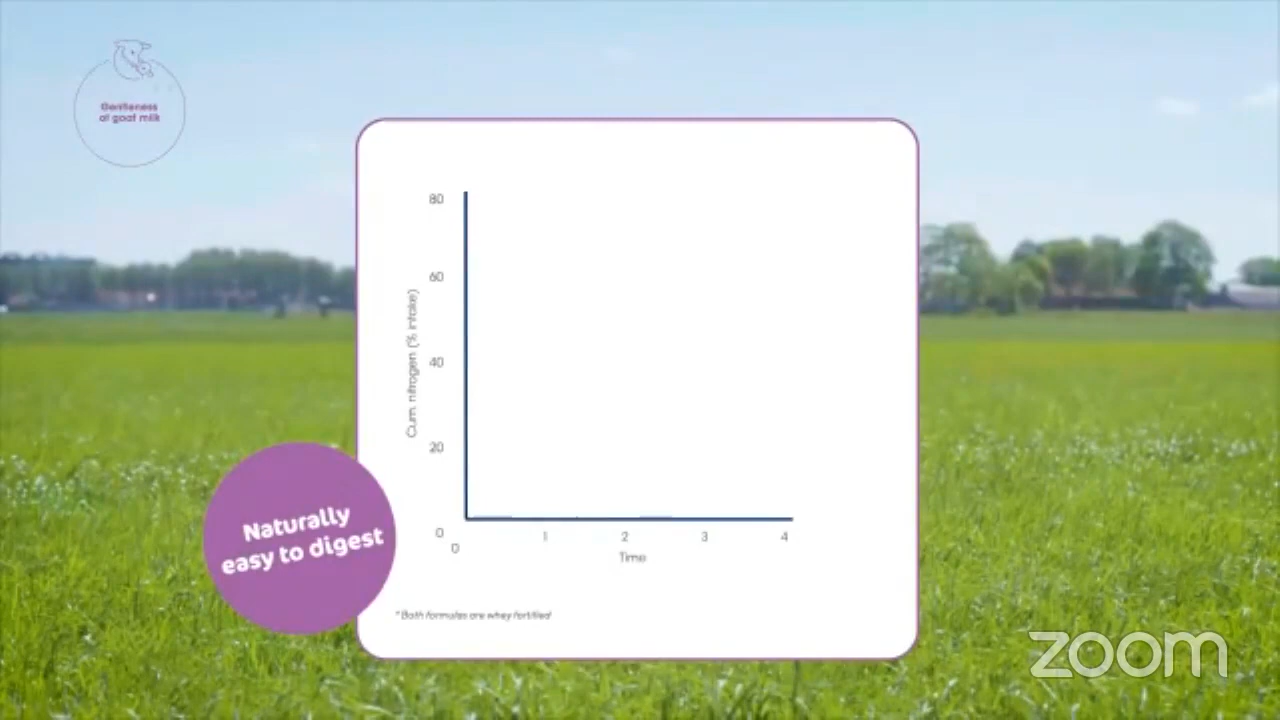 Gentleness
of goat milk
80
60
40
20
0
Cum. nitrogen (% intake)
0
1
2
3
4
Time
* Both formulas are whey fortified
Naturally
easy to digest
zoom